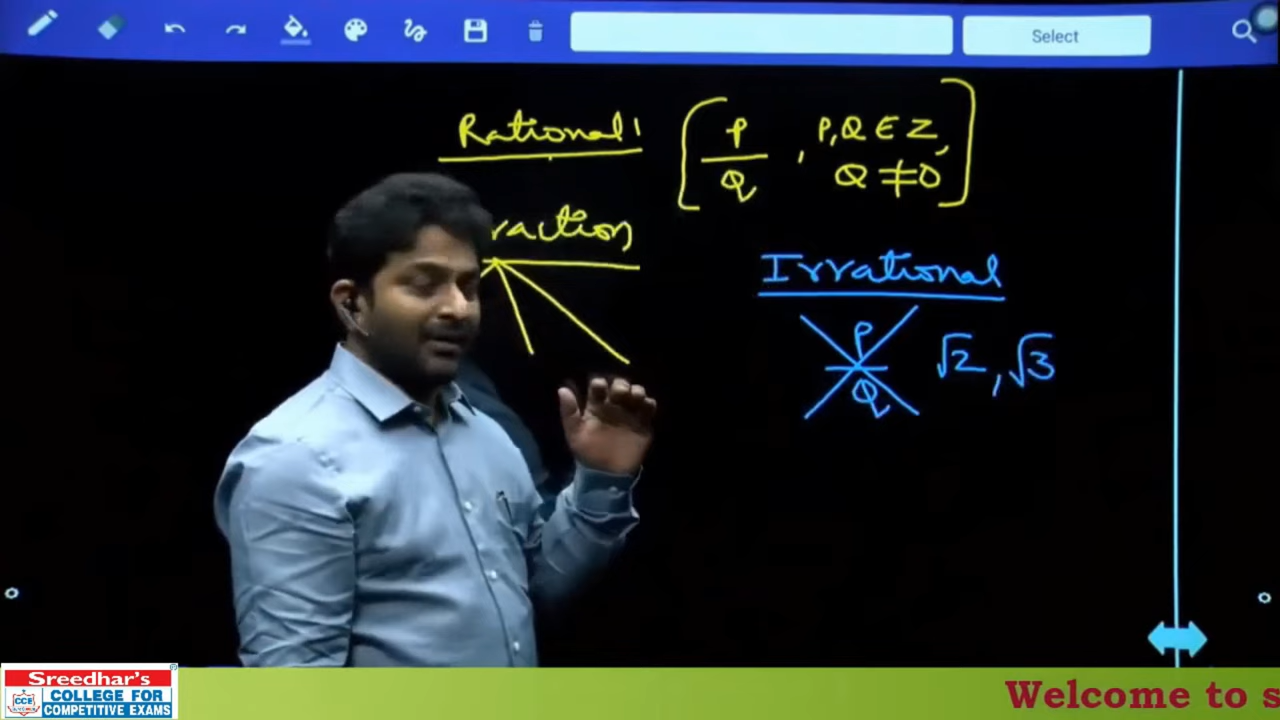 Select
Rational
P/Q , P,Q ∈ Z, Q ≠ 0
raction
Irrational
P/Q √2, √3
Sreedhar's
CCE
COLLEGE FOR
COMPETITIVE EXAMS
Welcome to s